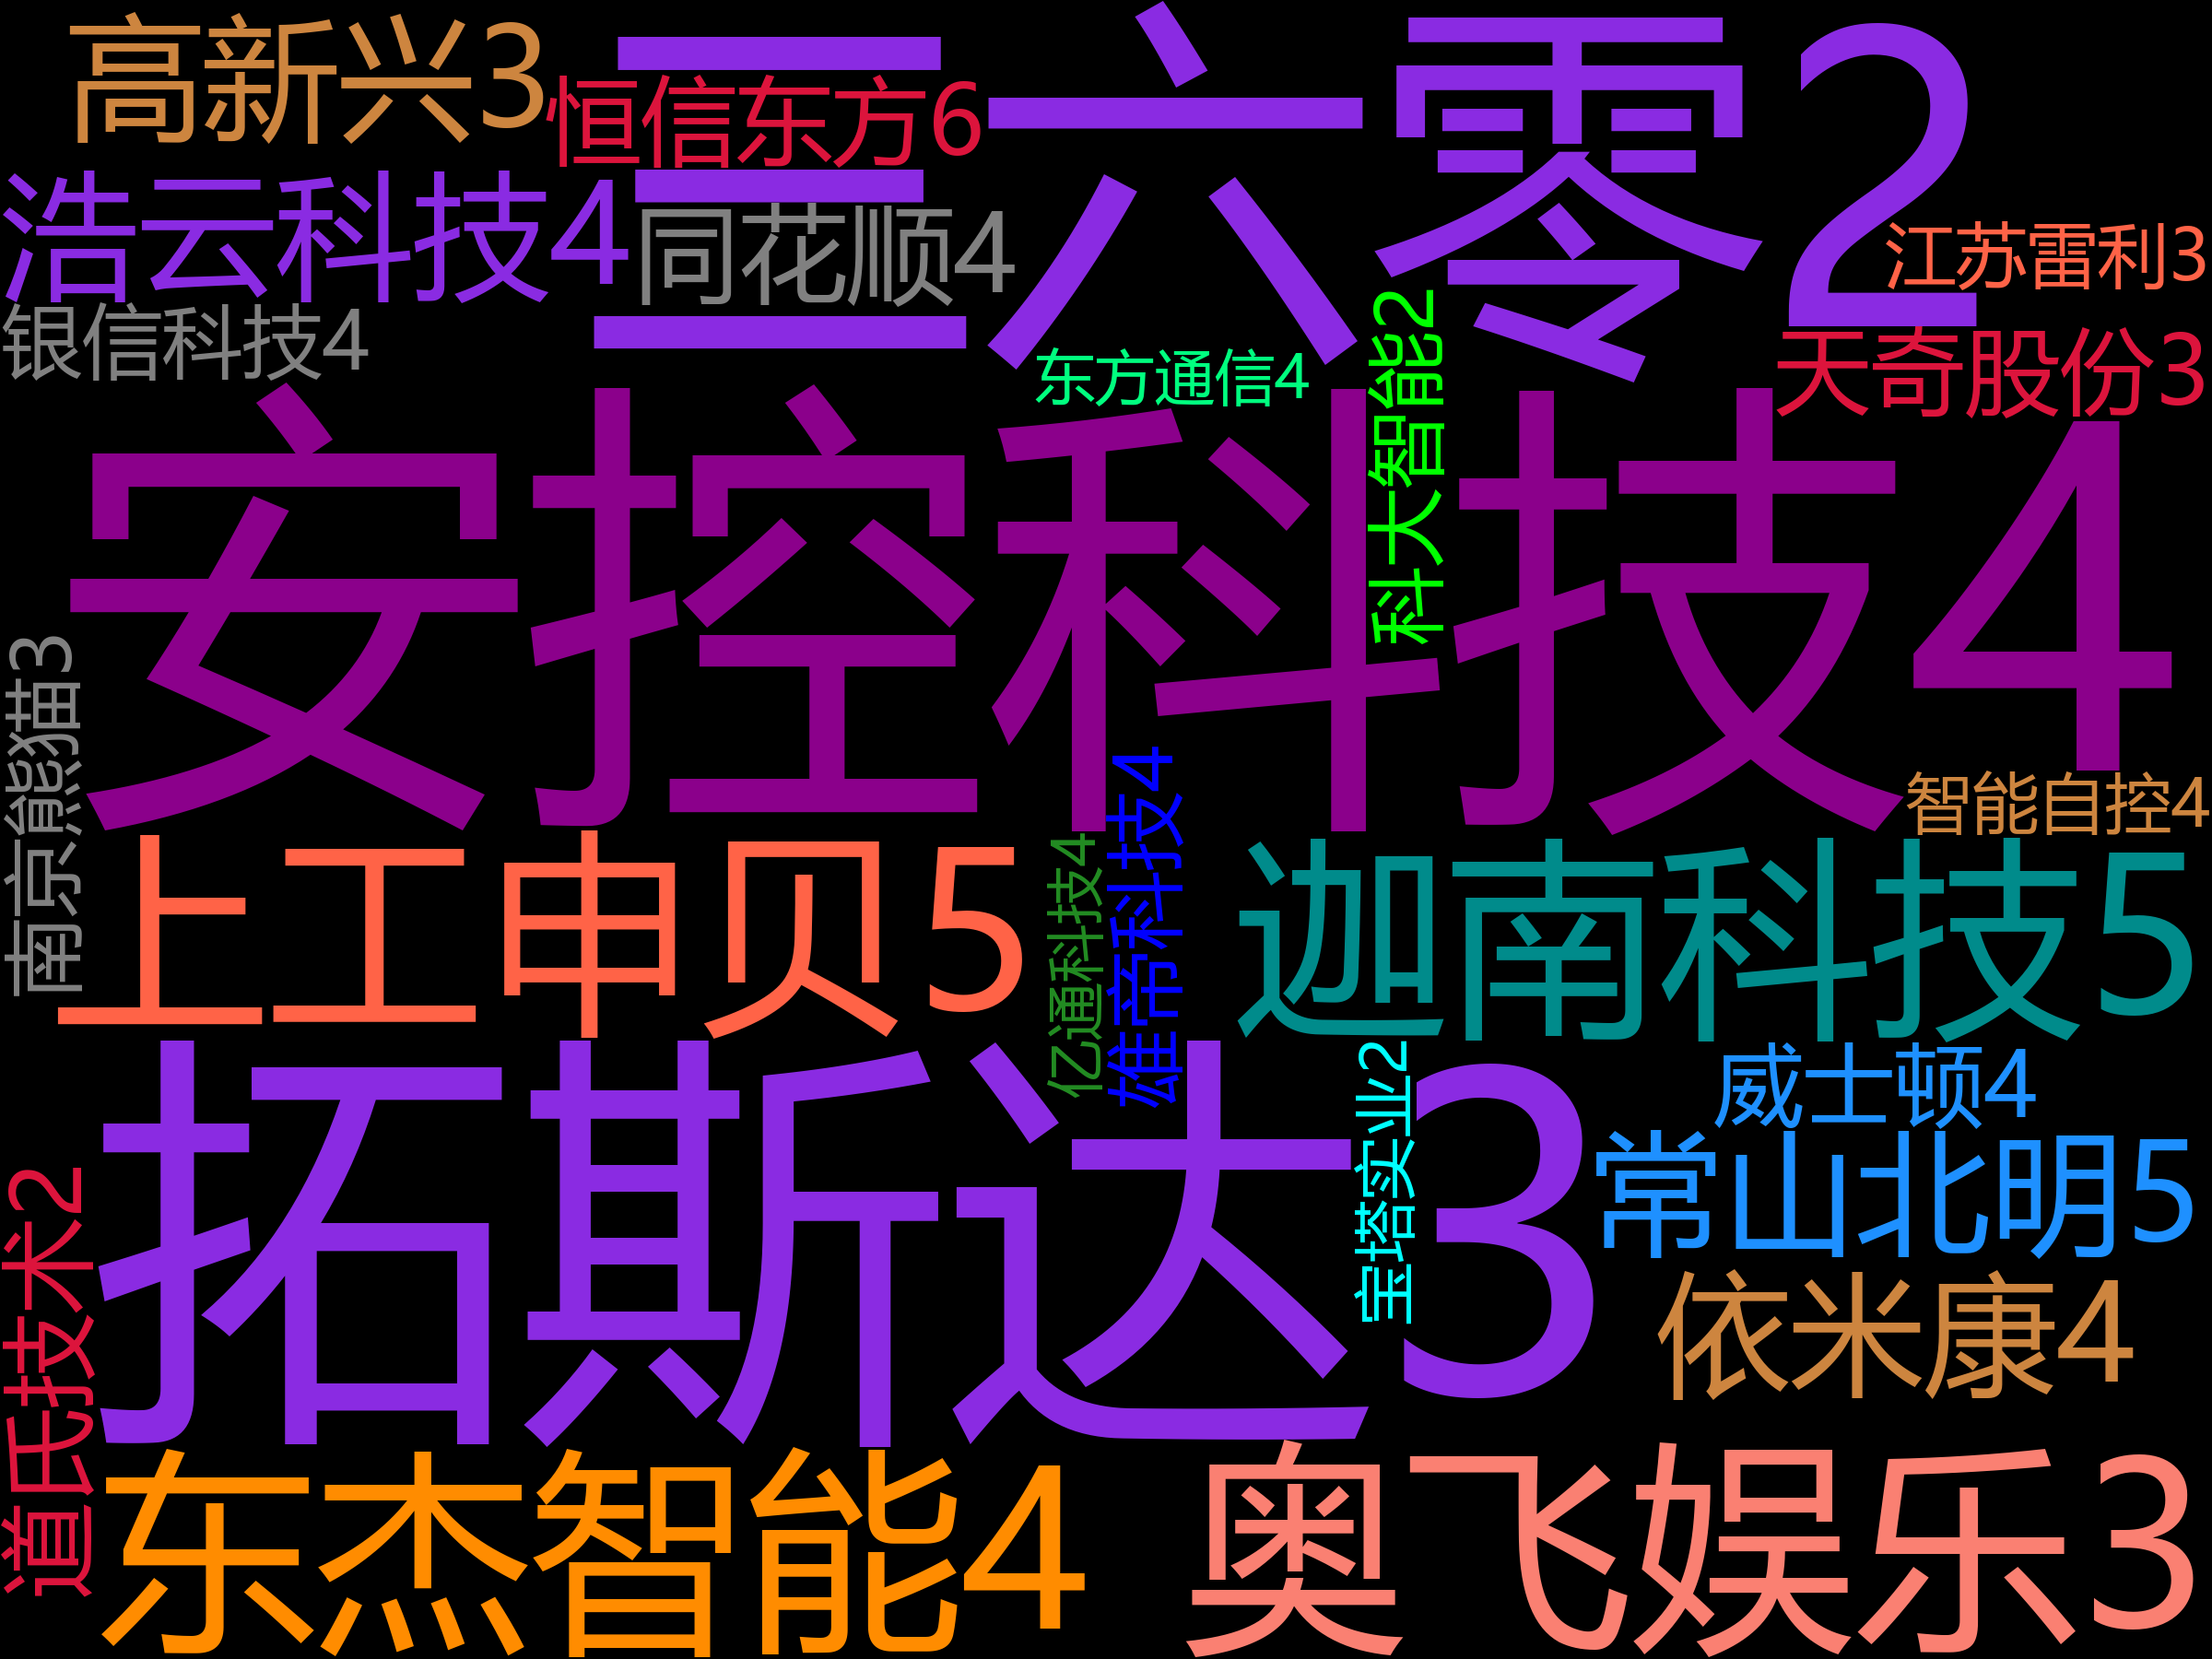 高新兴3
三六零2
恒信东方6
浩云科技4
同花顺4
江苏雷利3
银信科技4
东方通信4
科大智能2
天奇股份3
安控科技4
智能自控4
南京熊猫3
上工申贝5
亿通科技4
雄帝科技4
迦南科技5
拓斯达3
宝塔实业2
威士顿4
常山北明5
依米康4
道氏技术2
东杰智能4
奥飞娱乐3